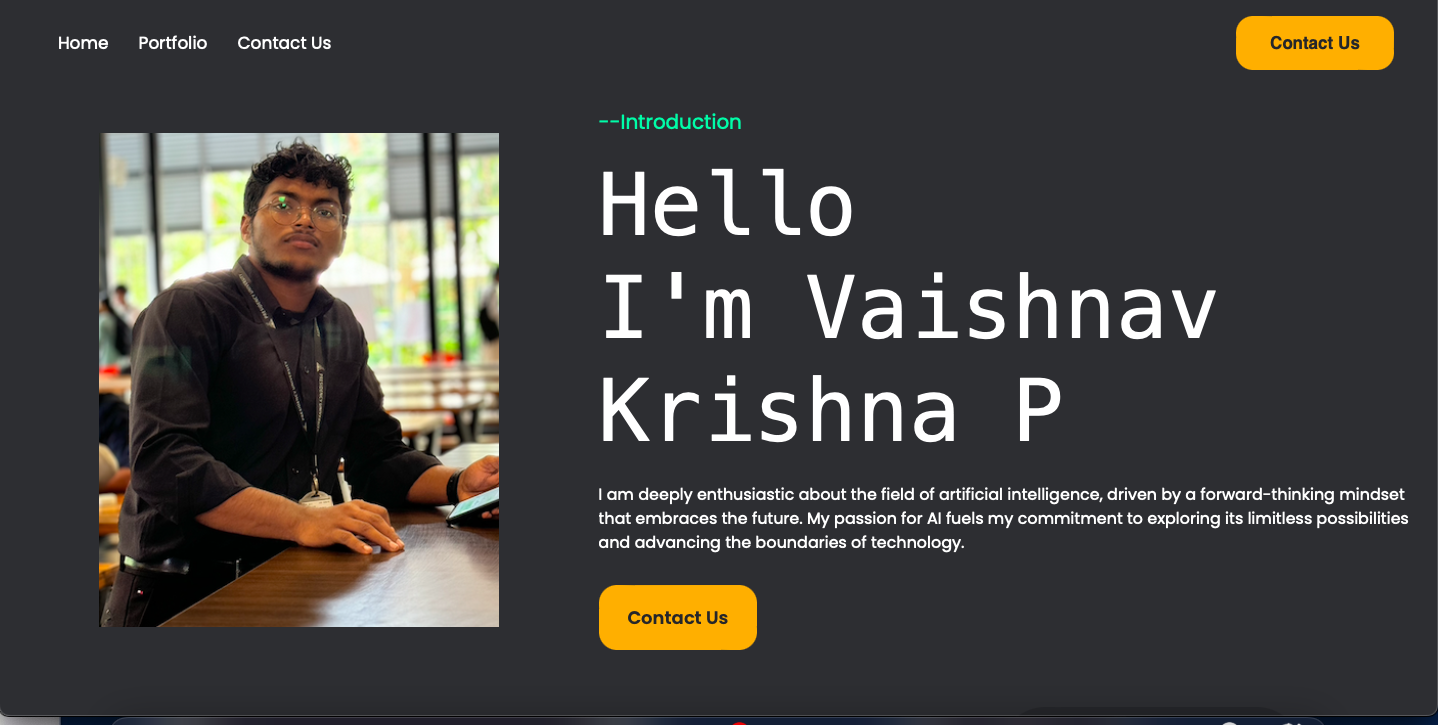 Home Portfolio Contact Us Contact Us
--Introduction
Hello
I'm Vaishnav
Krishna P
I am deeply enthusiastic about the field of artificial intelligence, driven by a forward-thinking mindset
that embraces the future. My passion for AI fuels my commitment to exploring its limitless possibilities
and advancing the boundaries of technology.
Contact Us